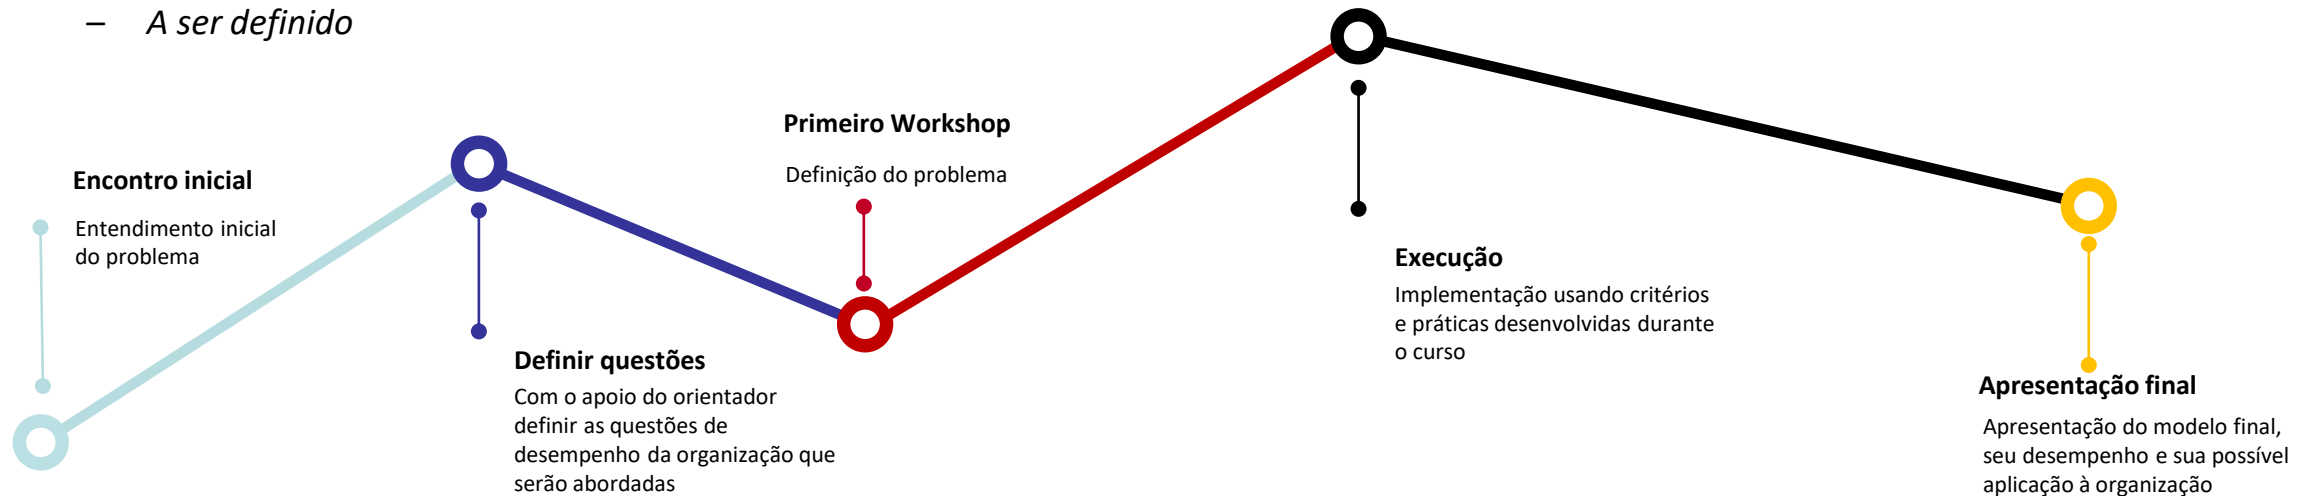 – A ser definido
Encontro inicial
Entendimento inicial
do problema
Definir questões
Com o apoio do orientador
definir as questões de
desempenho da organização que
serão abordadas
Primeiro Workshop
Definição do problema
Execução
Implementação usando critérios
e práticas desenvolvidas durante
o curso
Apresentação final
Apresentação do modelo final,
seu desempenho e sua possível
aplicação à organização